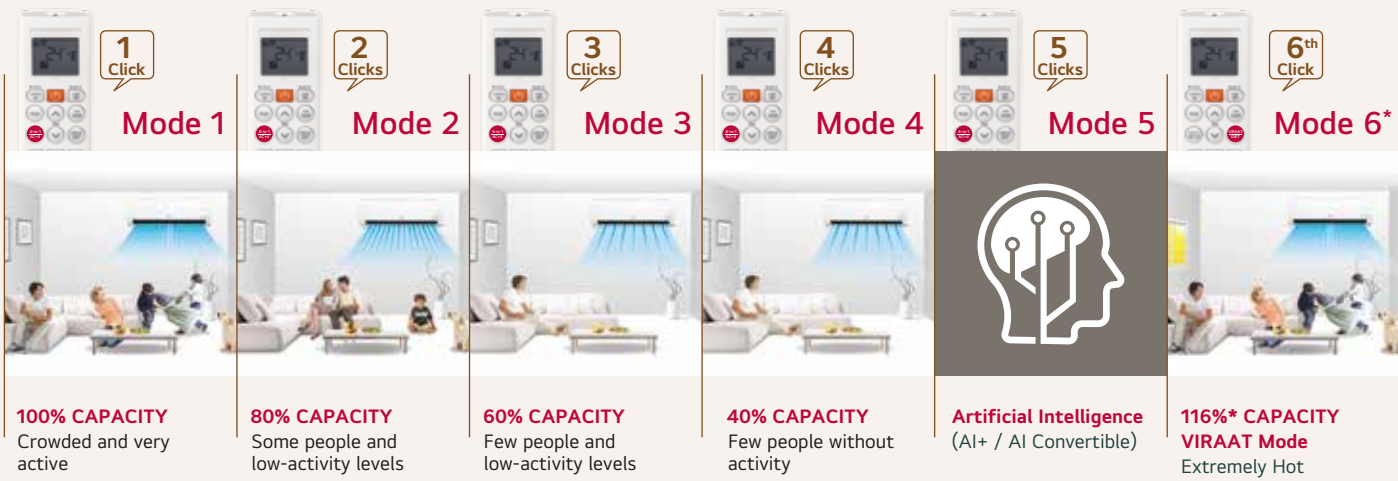 1
Click
Mode 1
2
Clicks
Mode 2
3
Clicks
Mode 3
4
Clicks
Mode 4
5
Clicks
Mode 5
6th
Click
Mode 6*
100% CAPACITY
Crowded and very
active
80% CAPACITY
Some people and
low-activity levels
60% CAPACITY
Few people and
low-activity levels
40% CAPACITY
Few people without
activity
Artificial Intelligence
(AI+ / AI Convertible)
116%* CAPACITY
VIRAAT Mode
Extremely Hot